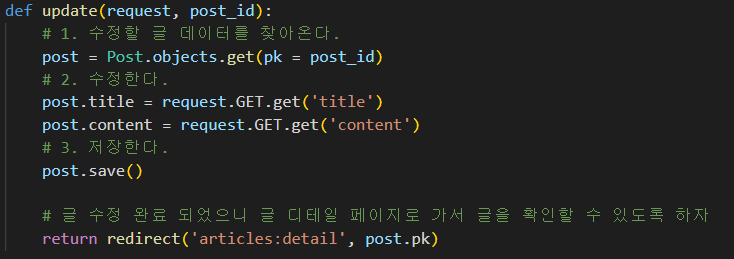 def update(request, post_id):
    # 1. 수정할 글 데이터를 찾아온다.
    post = Post.objects.get(pk = post_id)
    # 2. 수정한다.
    post.title = request.GET.get('title')
    post.content = request.GET.get('content')
    # 3. 저장한다.
    post.save()

    # 글 수정 완료 되었으니 글 디테일 페이지로 가서 글을 확인할 수 있도록 하자
    return redirect('articles:detail', post.pk)